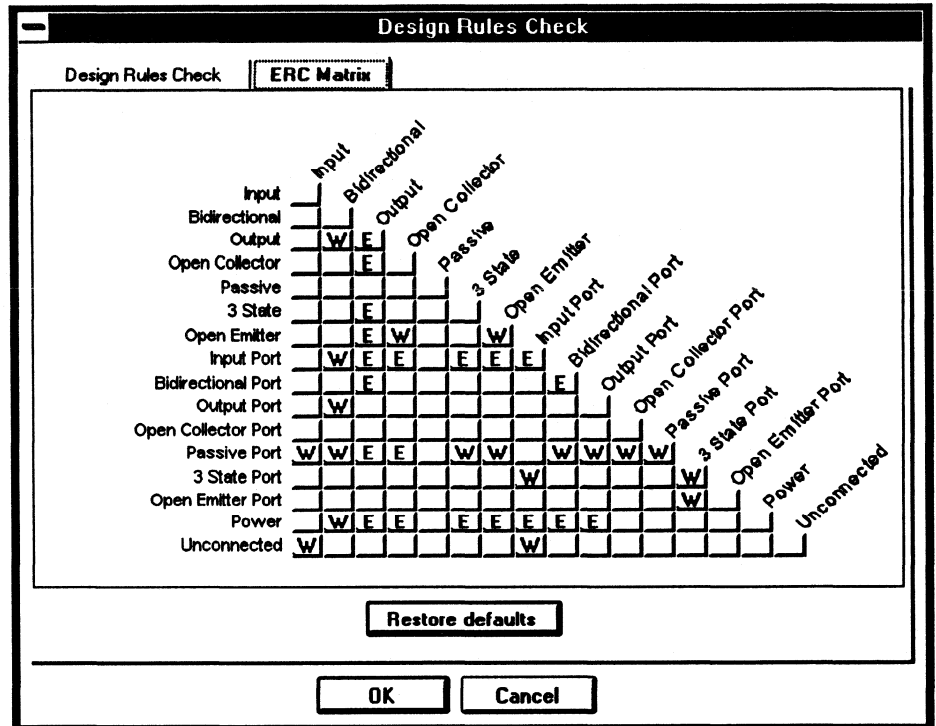 Design Rules Check
Design Rules Check ERC Matrix
Input
Bidirectional
Output
Open Collector
Passive
3 State
Open Emitter
Input Port
Bidirectional Port
Output Port
Open Collector Port
Passive Port
3 State Port
Open Emitter Port
Power
Unconnected
Input
Bidirectional
Output W E
Open Collector E
Passive
3 State E
Open Emitter E W W
Input Port W E E E E E
Bidirectional Port E E
Output Port W
Open Collector Port
Passive Port W W E E W W W W W W
3 State Port W W
Open Emitter Port W
Power W E E E E E E E
Unconnected W W
Restore defaults
OK Cancel